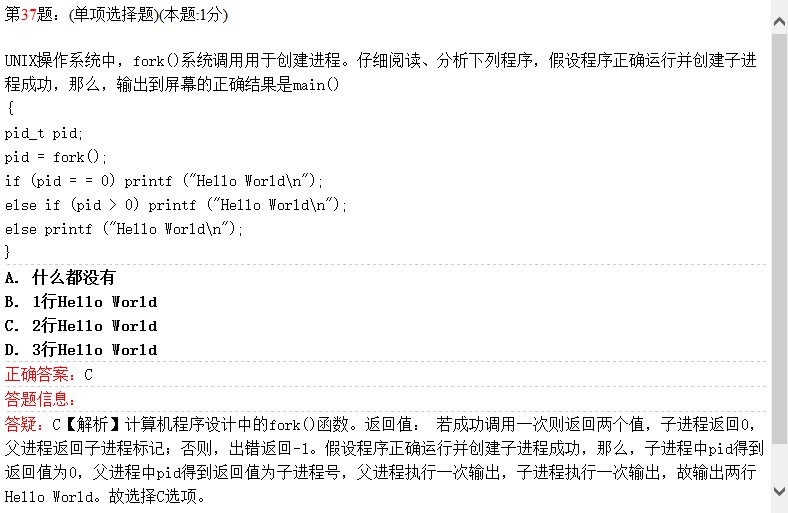 第37题: (单项选择题)(本题:1分)
UNIX操作系统中，fork()系统调用用于创建进程。仔细阅读、分析下列程序，假设程序正确运行并创建子进
程成功，那么，输出到屏幕的正确结果是main()
{
pid_t pid;
pid = fork();
if (pid = = 0) printf ("Hello World\n");
else if (pid > 0) printf ("Hello World\n");
else printf ("Hello World\n");
}
A. 什么都没有
B. 1行Hello World
C. 2行Hello World
D. 3行Hello World
正确答案：C
答题信息：
答疑：C【解析】计算机程序设计中的fork()函数。返回值： 若成功调用一次则返回两个值，子进程返回0，
父进程返回子进程标记；否则，出错返回-1。假设程序正确运行并创建子进程成功，那么，子进程中pid得到
返回值为0，父进程中pid得到返回值为子进程号，父进程执行一次输出，子进程执行一次输出，故输出两行
Hello World。故选择C选项。